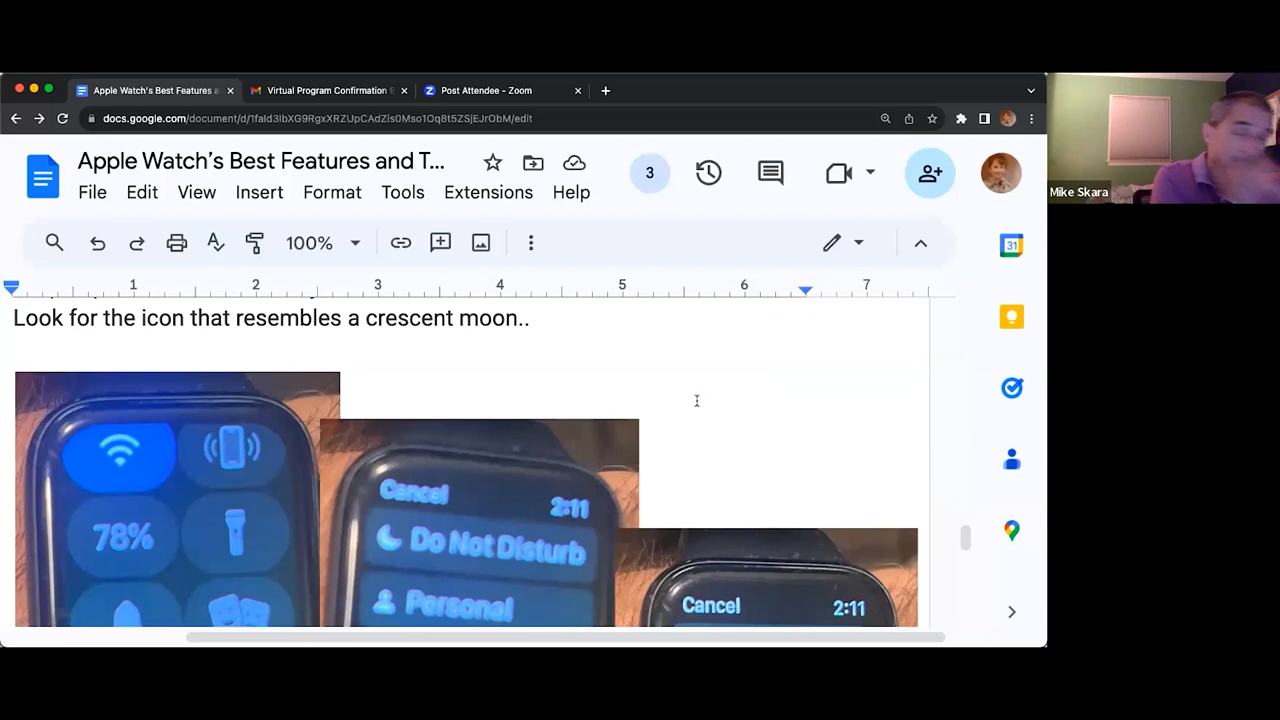 Apple Watch's Best Features a
Virtual Program Confirmation
Post Attendee - Zoom
docs.google.com/document/d/1faId3IbXG9RgxXRZUpCAdZis0Mso1Oq8t5ZSjEJrObM/edit
Apple Watch's Best Features and T...
3
File Edit View Insert Format Tools Extensions Help
100%
31
1 2 3 4 5 6 7
Look for the icon that resembles a crescent moon..
78%
Cancel 2:11
Do Not Disturb
Personal
Cancel 2:11
Mike Skara